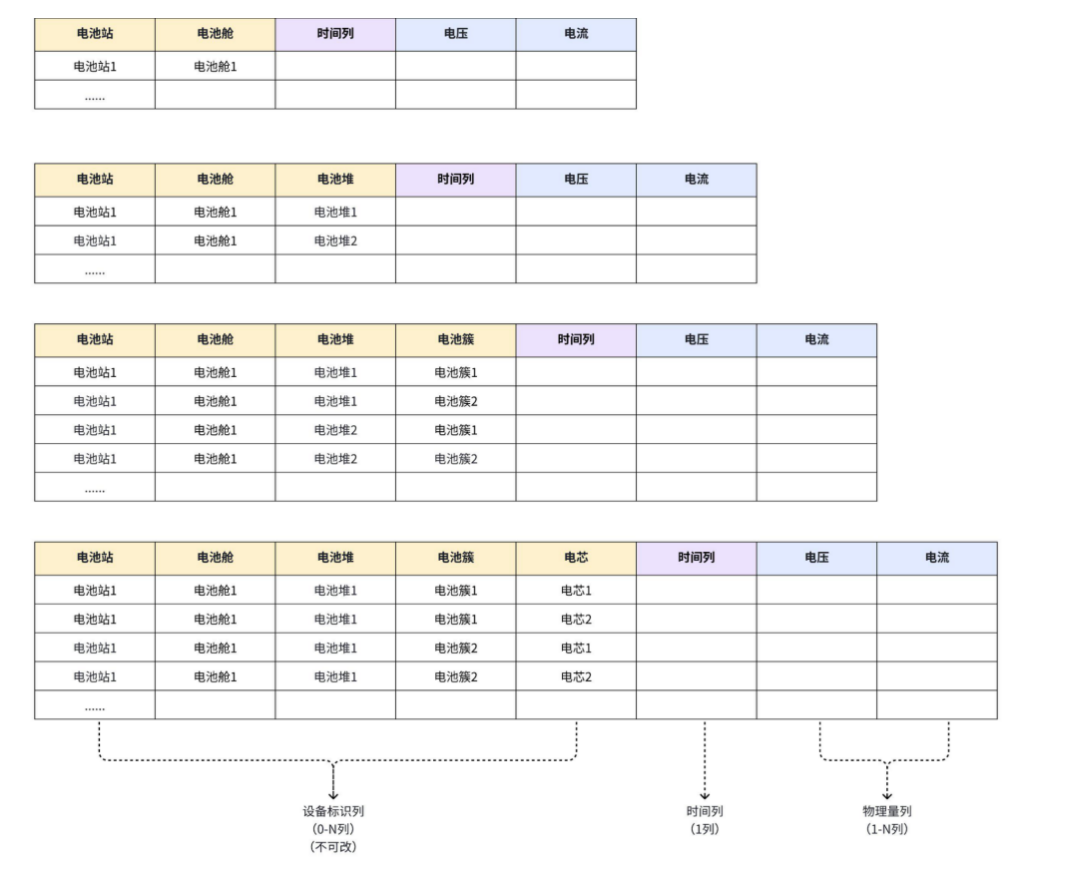 电池站 电池舱 时间列 电压 电流
电池站1 电池舱1
......
电池站 电池舱 电池堆 时间列 电压 电流
电池站1 电池舱1 电池堆1
电池站1 电池舱1 电池堆2
......
电池站 电池舱 电池堆 电池簇 时间列 电压 电流
电池站1 电池舱1 电池堆1 电池簇1
电池站1 电池舱1 电池堆1 电池簇2
电池站1 电池舱1 电池堆2 电池簇1
电池站1 电池舱1 电池堆2 电池簇2
......
电池站 电池舱 电池堆 电池簇 电芯 时间列 电压 电流
电池站1 电池舱1 电池堆1 电池簇1 电芯1
电池站1 电池舱1 电池堆1 电池簇1 电芯2
电池站1 电池舱1 电池堆1 电池簇2 电芯1
电池站1 电池舱1 电池堆1 电池簇2 电芯2
......
设备标识列 时间列 物理量列
（0-N列） （1列） （1-N列）
（不可改）